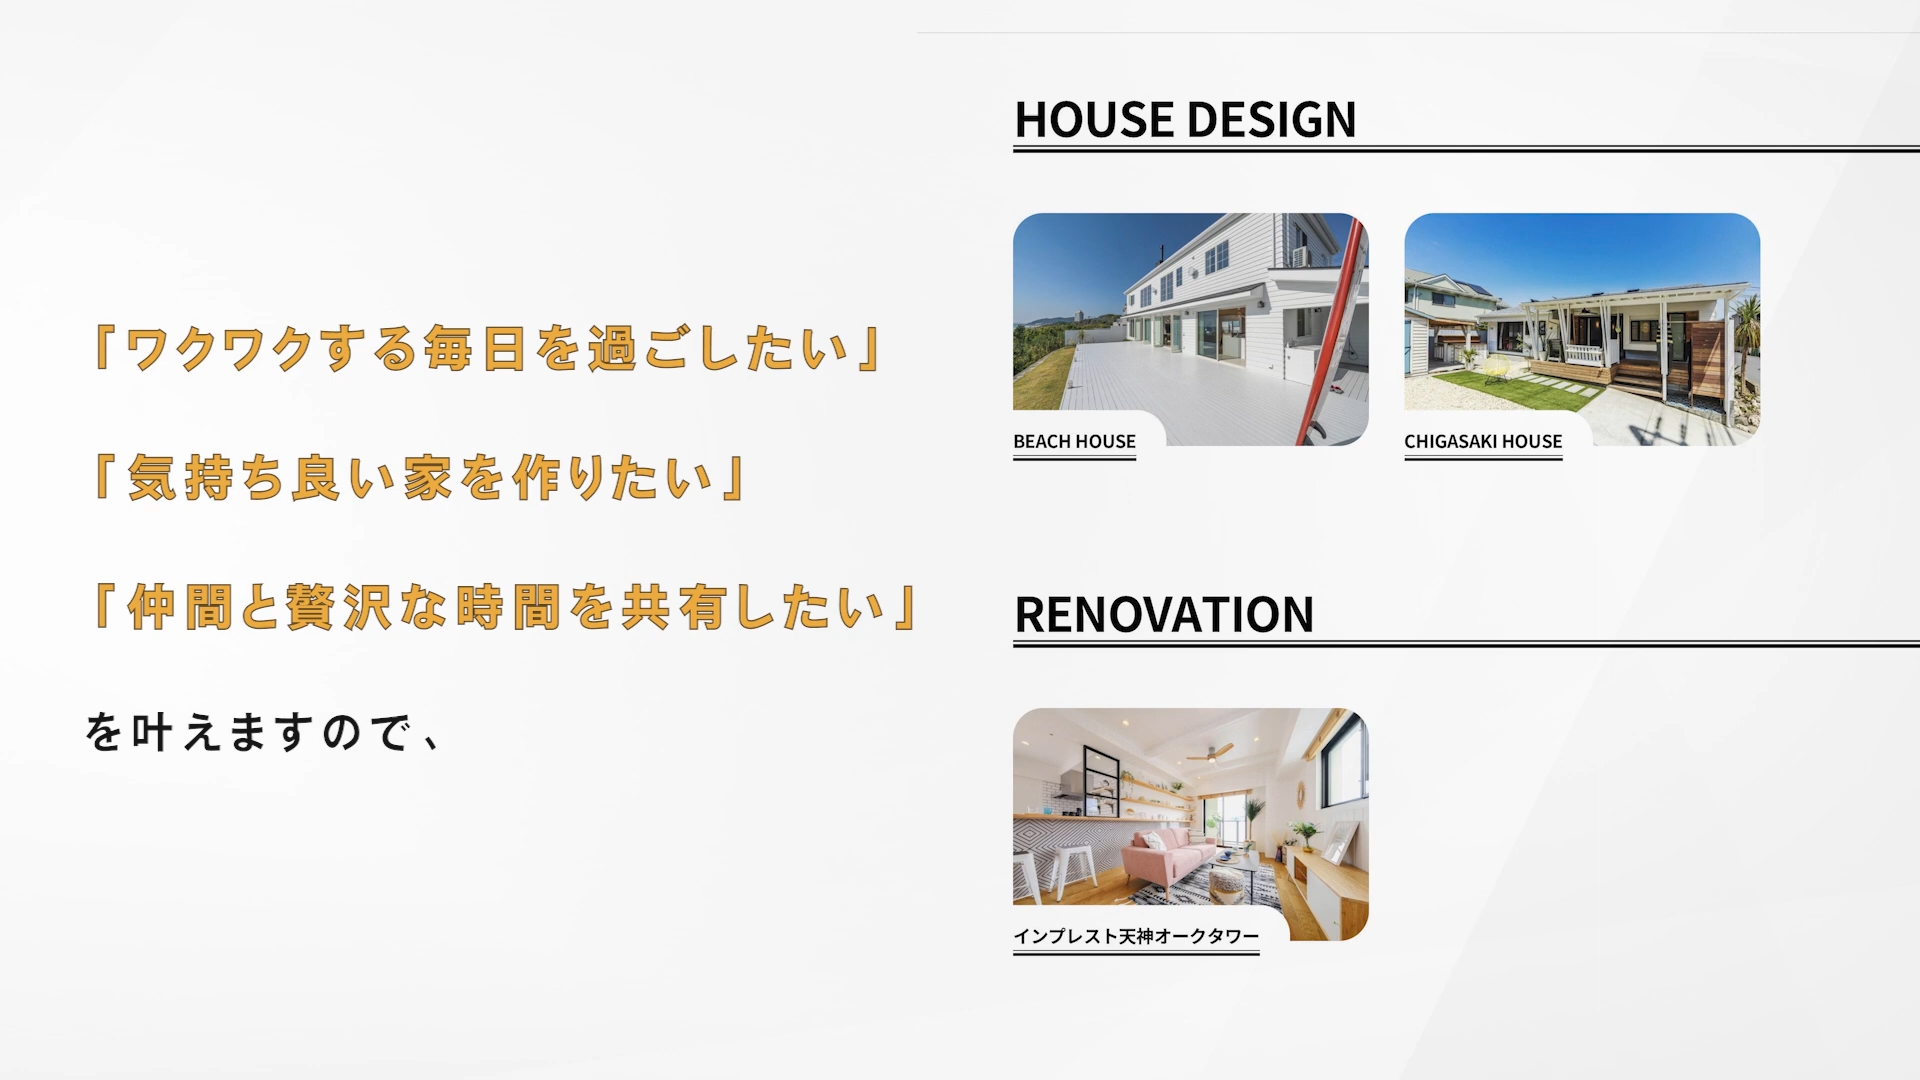 「ワクワクする毎日を過ごしたい」
「気持ち良い家を作りたい」
「仲間と贅沢な時間を共有したい」
を叶えますので、
HOUSE DESIGN
BEACH HOUSE
CHIGASAKI HOUSE
RENOVATION
インプレスト天神オークタワー